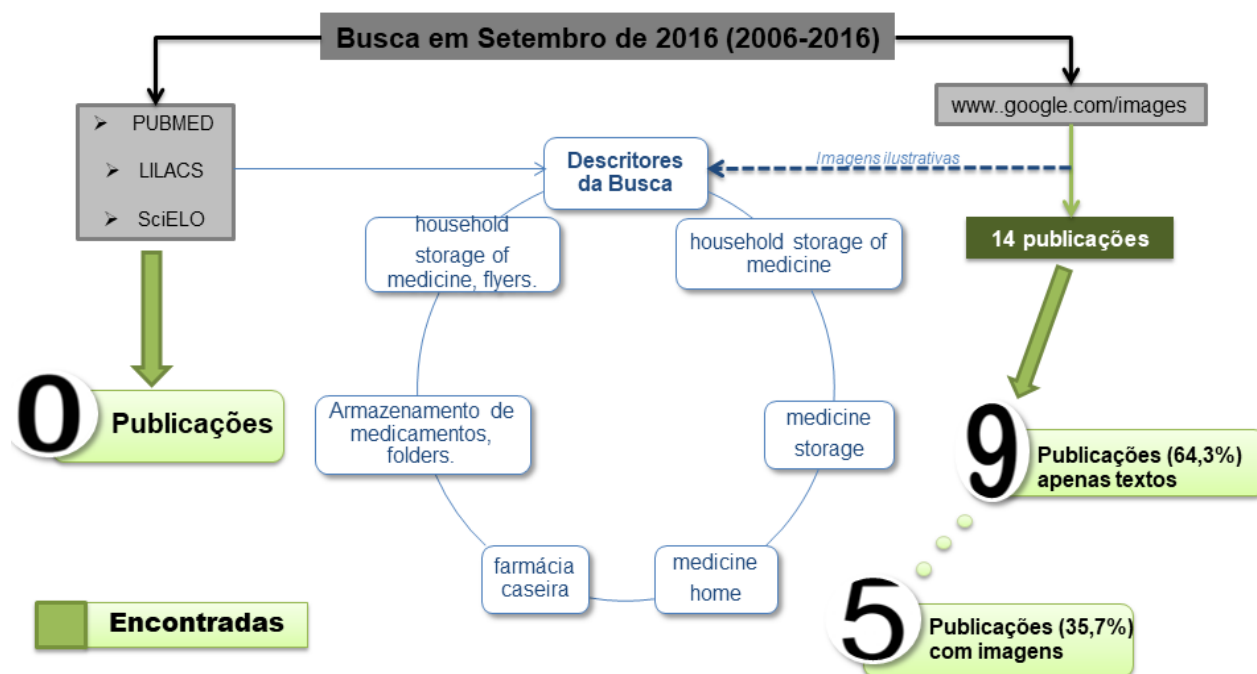 Busca em Setembro de 2016 (2006-2016)
➢ PUBMED
➢ LILACS
➢ SciELO
www..google.com/images
Descritores
da Busca
Imagens ilustrativas
household
storage of
medicine, flyers.
household storage of
medicine
14 publicações
0 Publicações
Armazenamento de
medicamentos,
folders.
medicine
storage
9 Publicações (64,3%)
apenas textos
farmácia
caseira
medicine
home
5 Publicações (35,7%)
com imagens
Encontradas